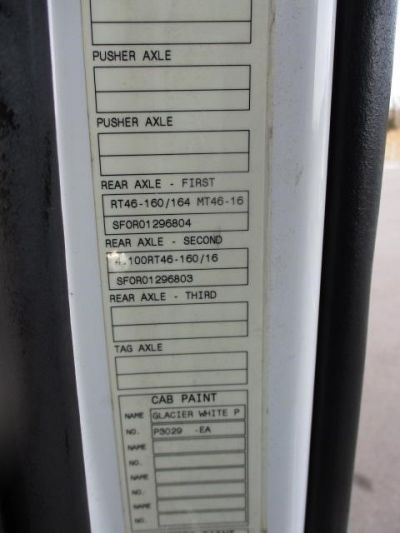 PUSHER AXLE
PUSHER AXLE
REAR AXLE - FIRST
RT46-160/164 MT46-16
SFOR01296804
REAR AXLE - SECOND
RT46-160/16
SFOR01296803
REAR AXLE - THIRD
TAG AXLE
CAB PAINT
NAME GLACIER WHITE P
NO. P3029 -EA
NAME
NO.
NAME
NO.
NAME
NO.